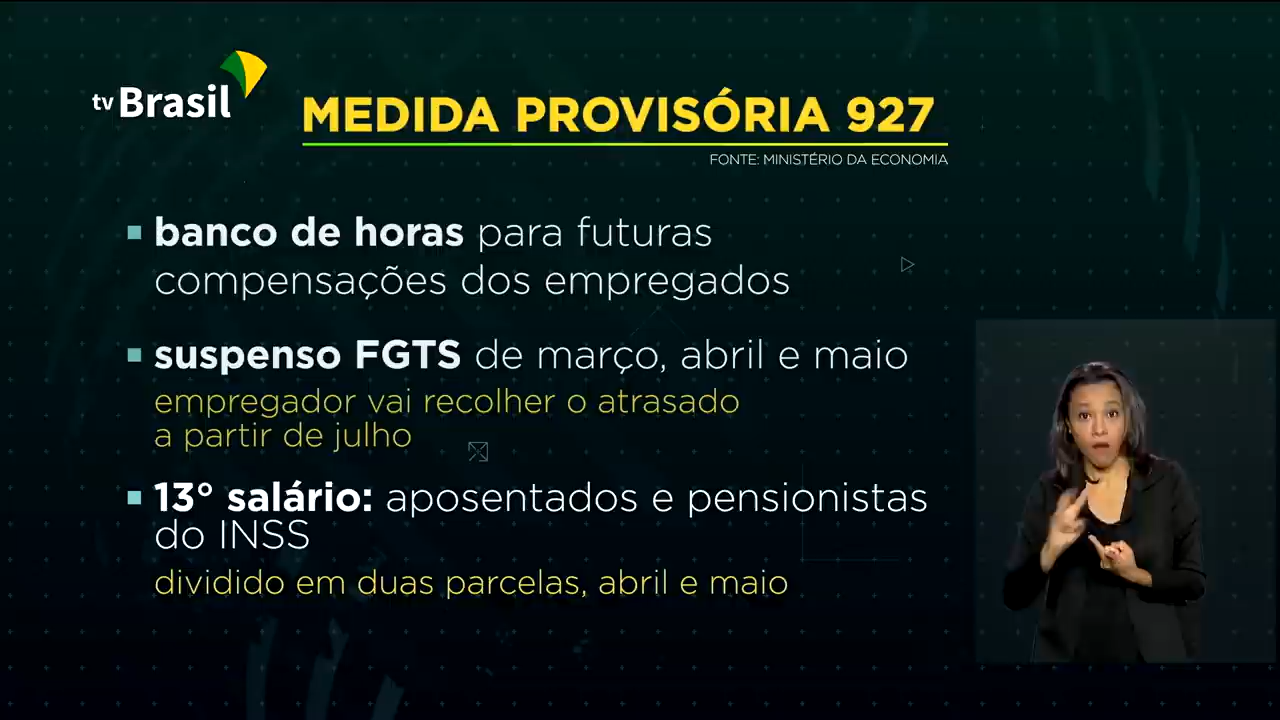 tv Brasil
MEDIDA PROVISÓRIA 927
FONTE: MINISTÉRIO DA ECONOMIA
banco de horas para futuras
compensações dos empregados
suspenso FGTS de março, abril e maio
empregador vai recolher o atrasado
a partir de julho
13° salário: aposentados e pensionistas
do INSS
dividido em duas parcelas, abril e maio